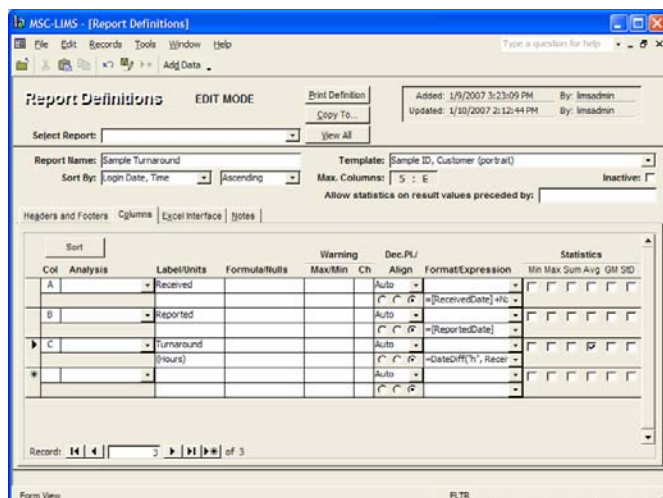 MSC-LIMS - [Report Definitions]
File Edit Records Tools Window Help Type a question for help
Add Data
Report Definitions EDIT MODE Print Definition Added: 1/9/2007 3:23:09 PM By: limsadmin
Copy To... Updated: 1/10/2007 2:12:44 PM By: limsadmin
Select Report: View All
Report Name: Sample Turnaround Template: Sample ID, Customer (portrait)
Sort By: Login Date, Time Ascending Max. Columns: 5 : E Inactive:
Allow statistics on result values preceded by:
Headers and Footers Columns Excel Interface Notes
Sort Warning Dec.Pl./ Statistics
Col Analysis Label/Units Formula/Nulls Max/Min Ch Align Format/Expression Min Max Sum Avg GM StD
A Received Auto
=[ReceivedDate] +
B Reported Auto
=[ReportedDate]
C Turnaround Auto
(Hours) =DateDiff("h", Recei
Auto
Record: 3 of 3
Form View FLTR